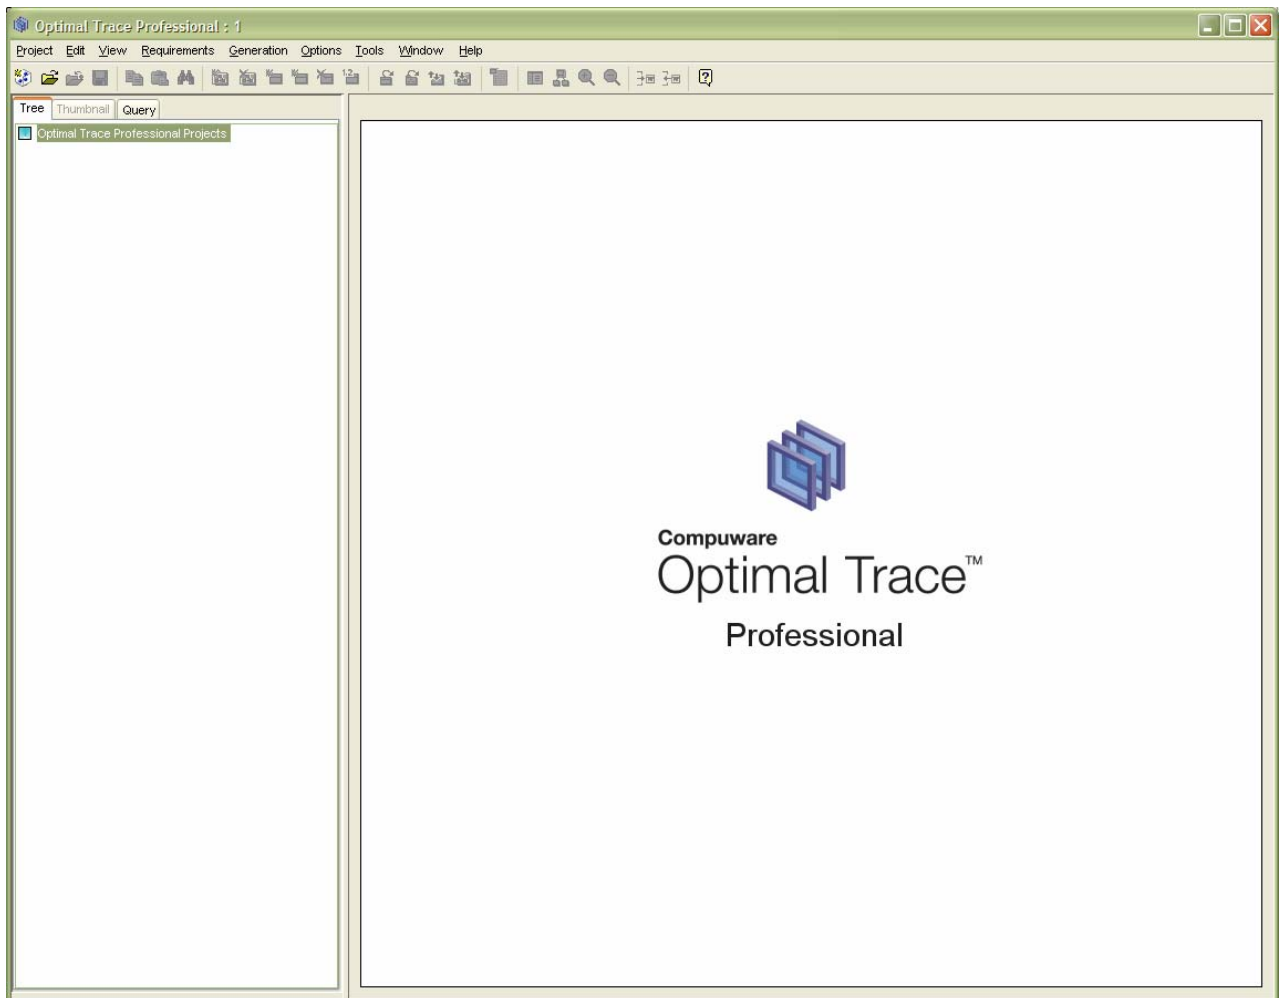 Optimal Trace Professional : 1
Project Edit View Requirements Generation Options Tools Window Help
Tree Thumbnail Query
Optimal Trace Professional Projects
Compuware
Optimal Trace™
Professional